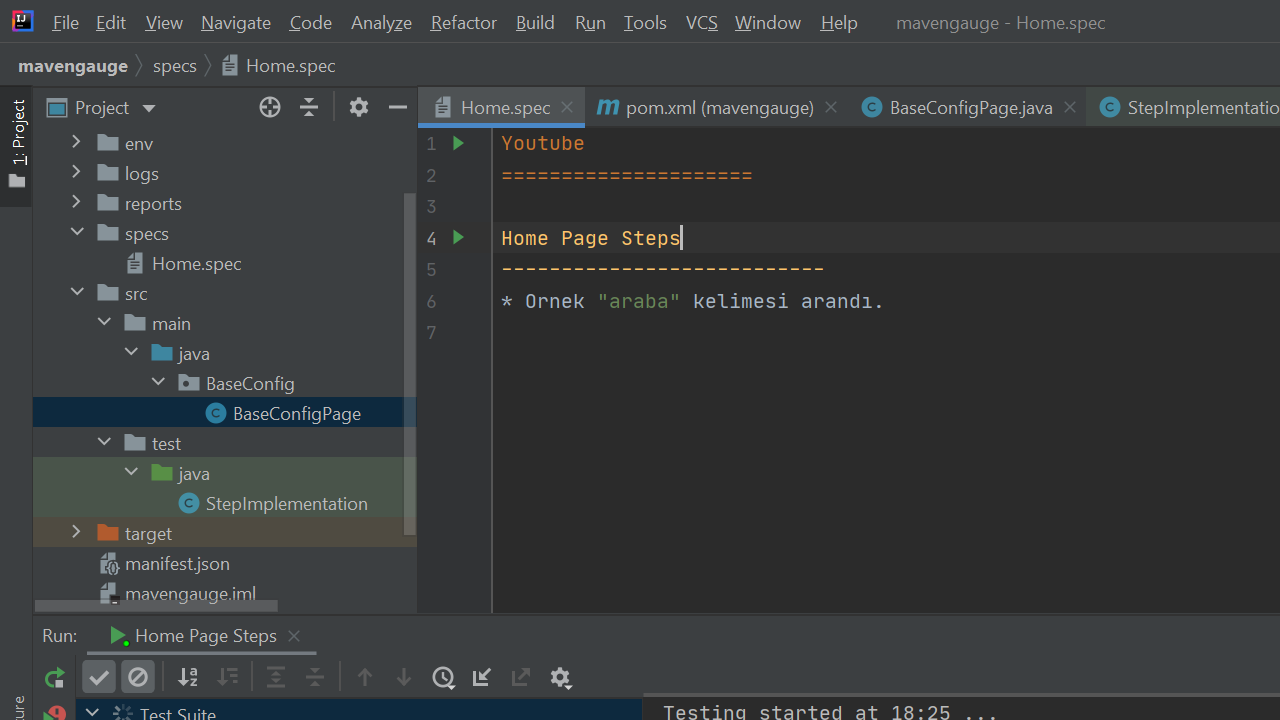 File Edit View Navigate Code Analyze Refactor Build Run Tools VCS Window Help mavengauge - Home.spec
mavengauge specs Home.spec
1: Project
Project
Home.spec pom.xml (mavengauge) BaseConfigPage.java StepImplementatio
env
logs
reports
specs
Home.spec
src
main
java
BaseConfig
BaseConfigPage
test
java
StepImplementation
target
manifest.json
mavengauge.iml
1 Youtube
2 =====================
3
4 Home Page Steps
5 ---------------------------
6 * Ornek "araba" kelimesi arandı.
7
Run: Home Page Steps
Test Suite
Testing started at 18:25 ...